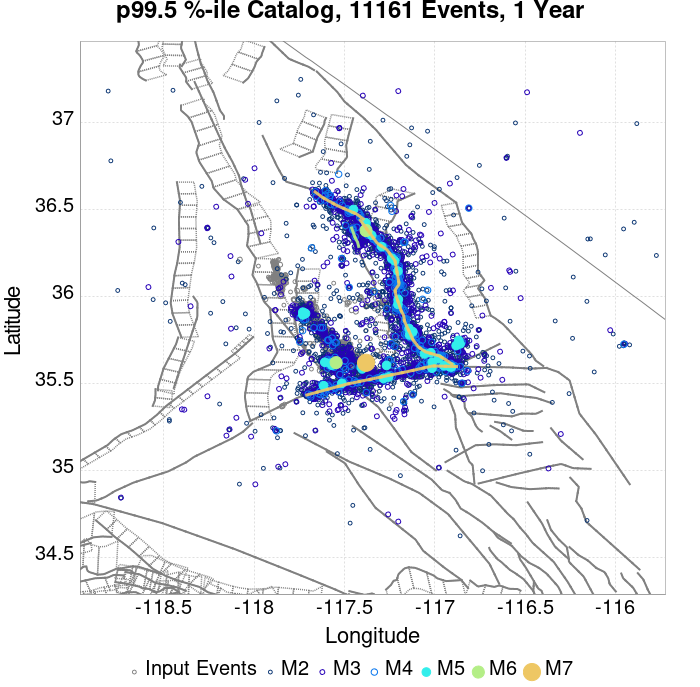 p99.5 %-ile Catalog, 11161 Events, 1 Year
37
36.5
36
35.5
35
34.5
Latitude
-118.5 -118 -117.5 -117 -116.5 -116
Longitude
Input Events M2 M3 M4 M5 M6 M7